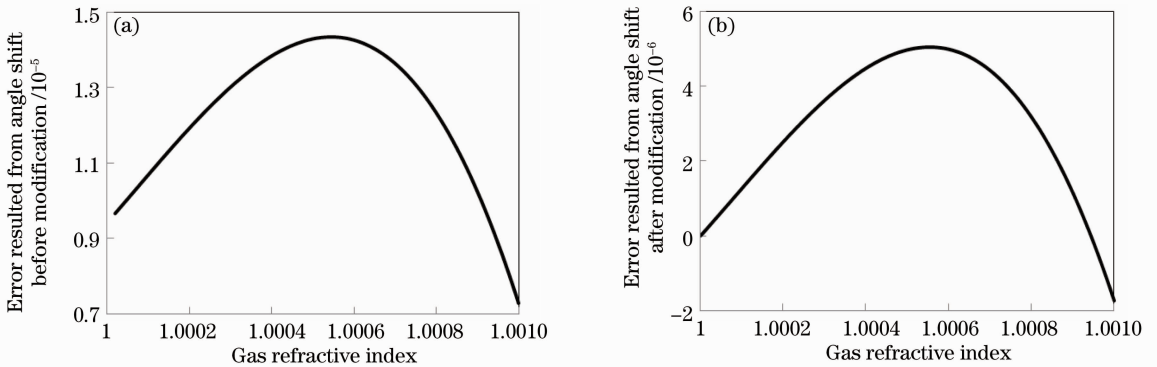 (a)
Error resulted from angle shift
before modification /10⁻⁵
1.5
1.3
1.1
0.9
0.7
1 1.0002 1.0004 1.0006 1.0008 1.0010
Gas refractive index
(b)
Error resulted from angle shift
after modification /10⁻⁶
6
4
2
0
−2
1 1.0002 1.0004 1.0006 1.0008 1.0010
Gas refractive index